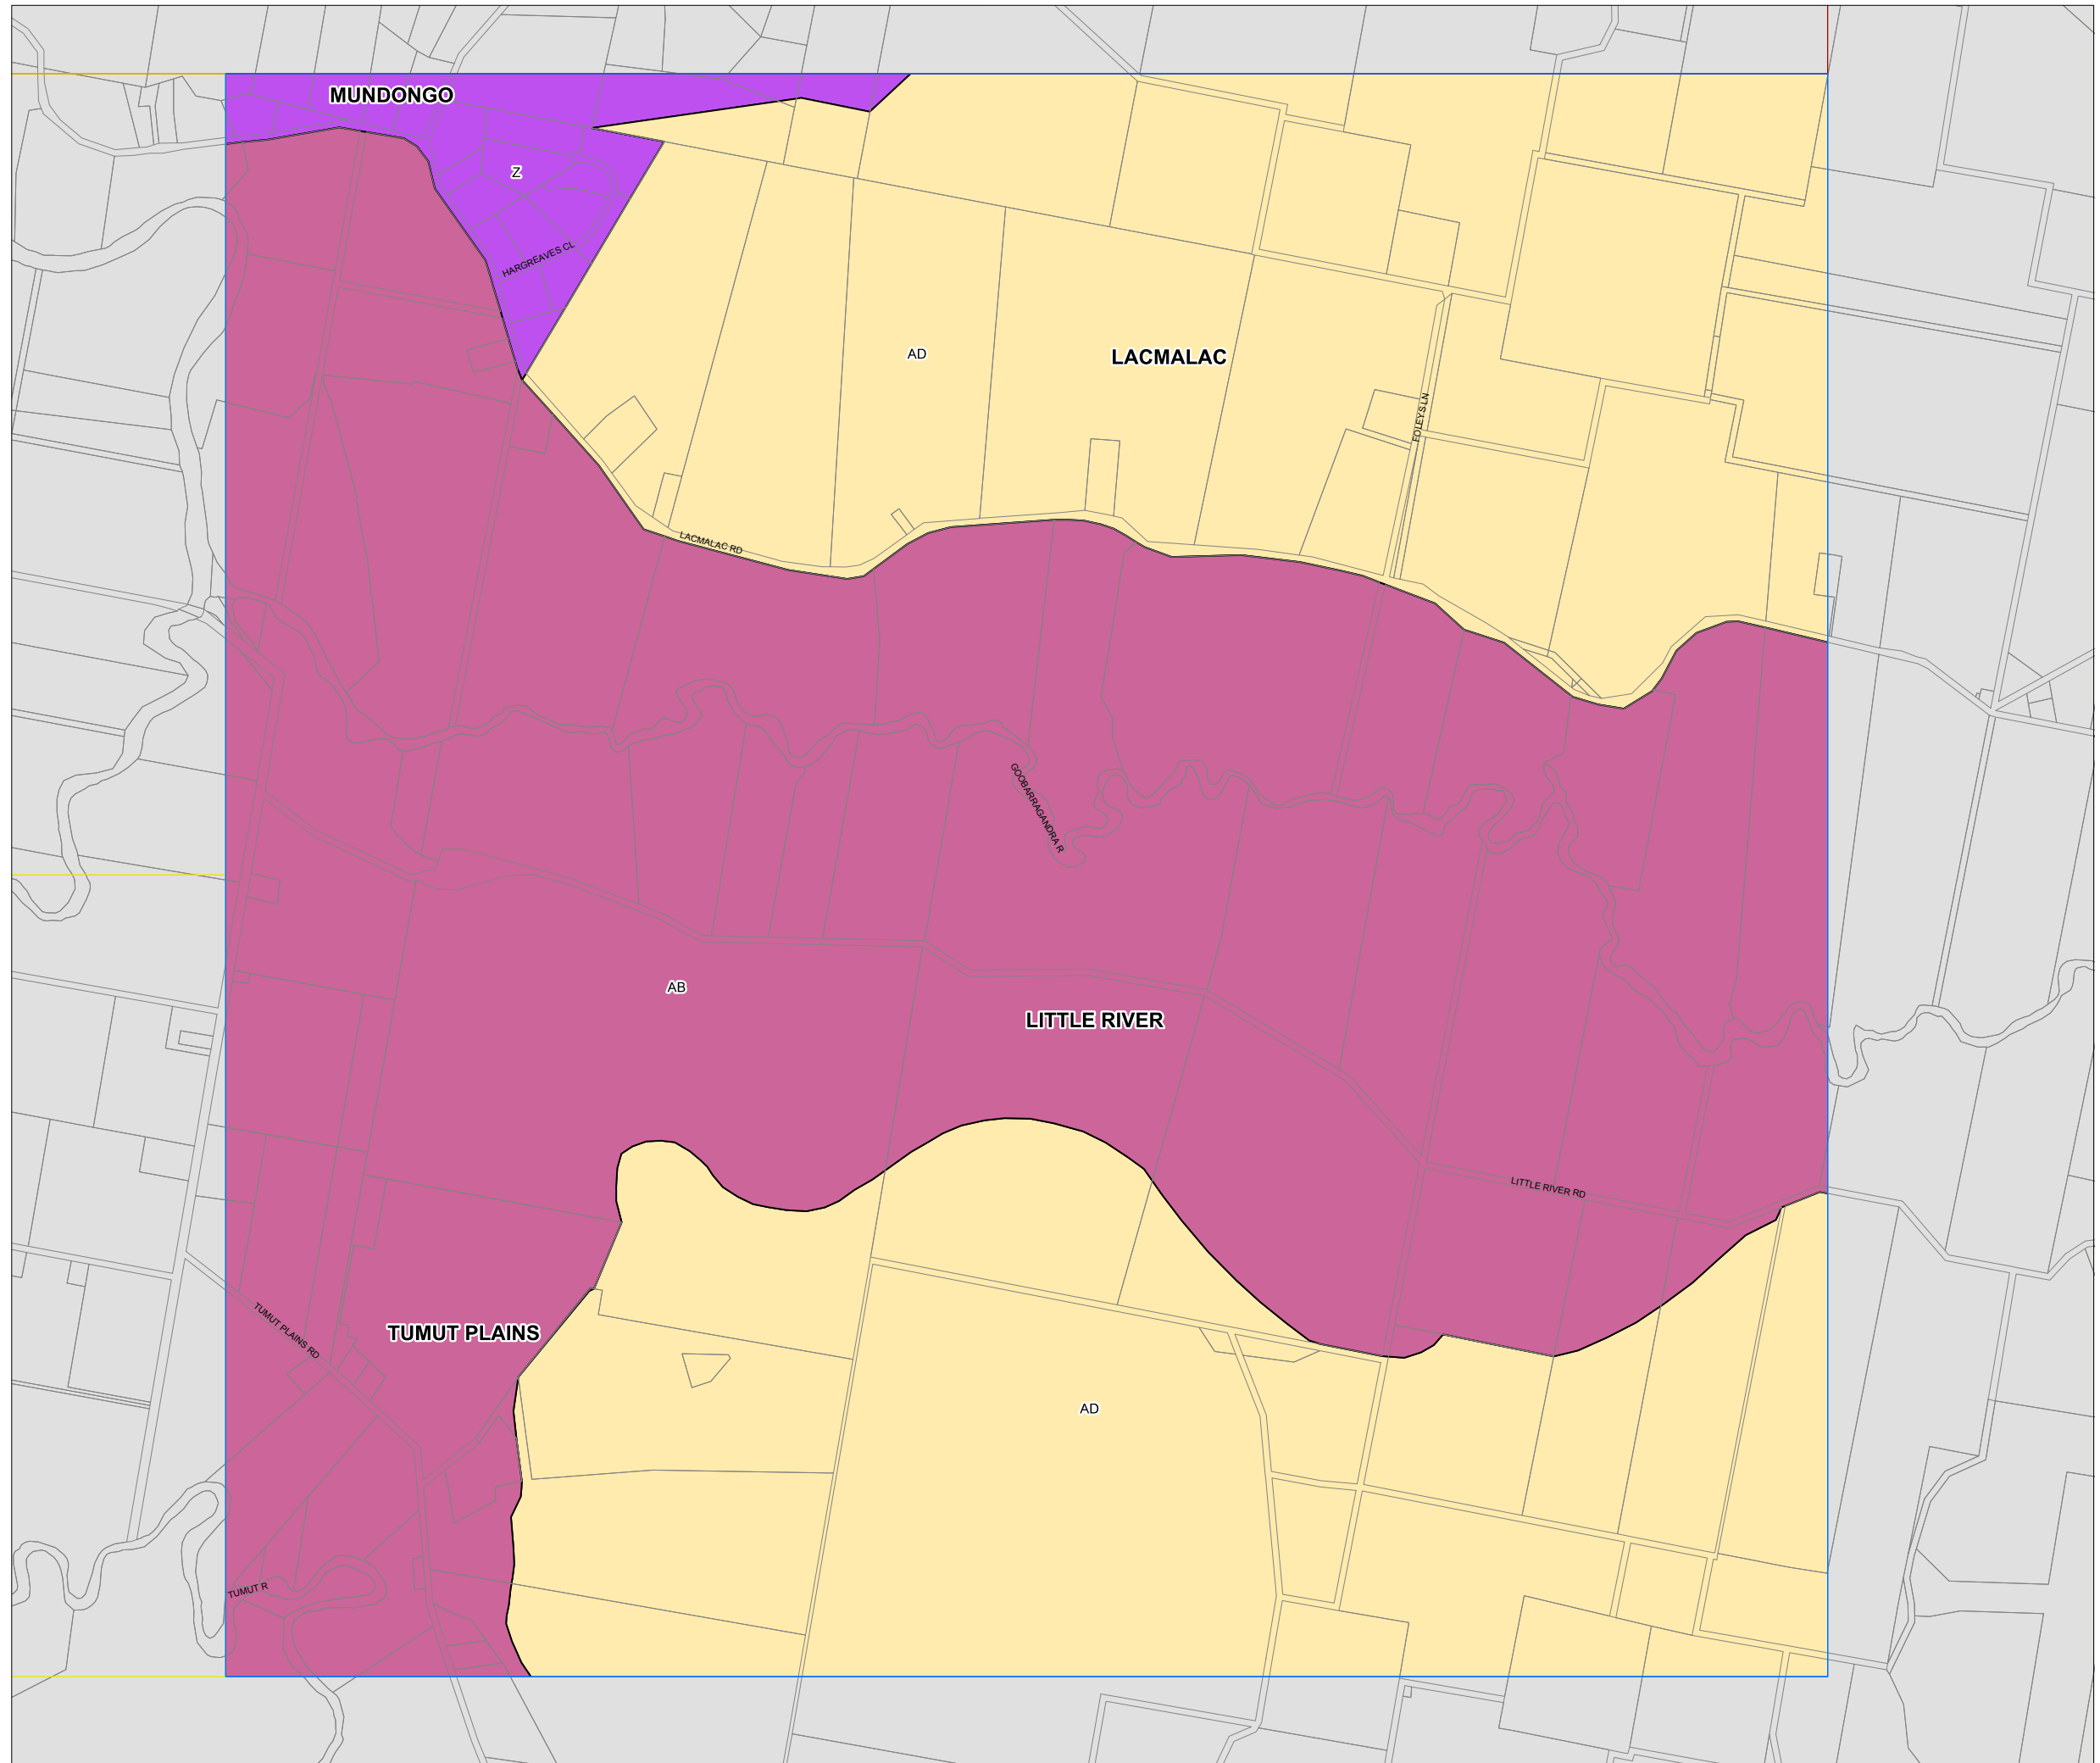 MUNDONGO
Z
HARGREAVES CL
AD
LACMALAC
FOLEYS LN
LACMALAC RD
GOOBARRAGANDRA R
AB
LITTLE RIVER
LITTLE RIVER RD
TUMUT PLAINS RD
TUMUT PLAINS
AD
TUMUT R